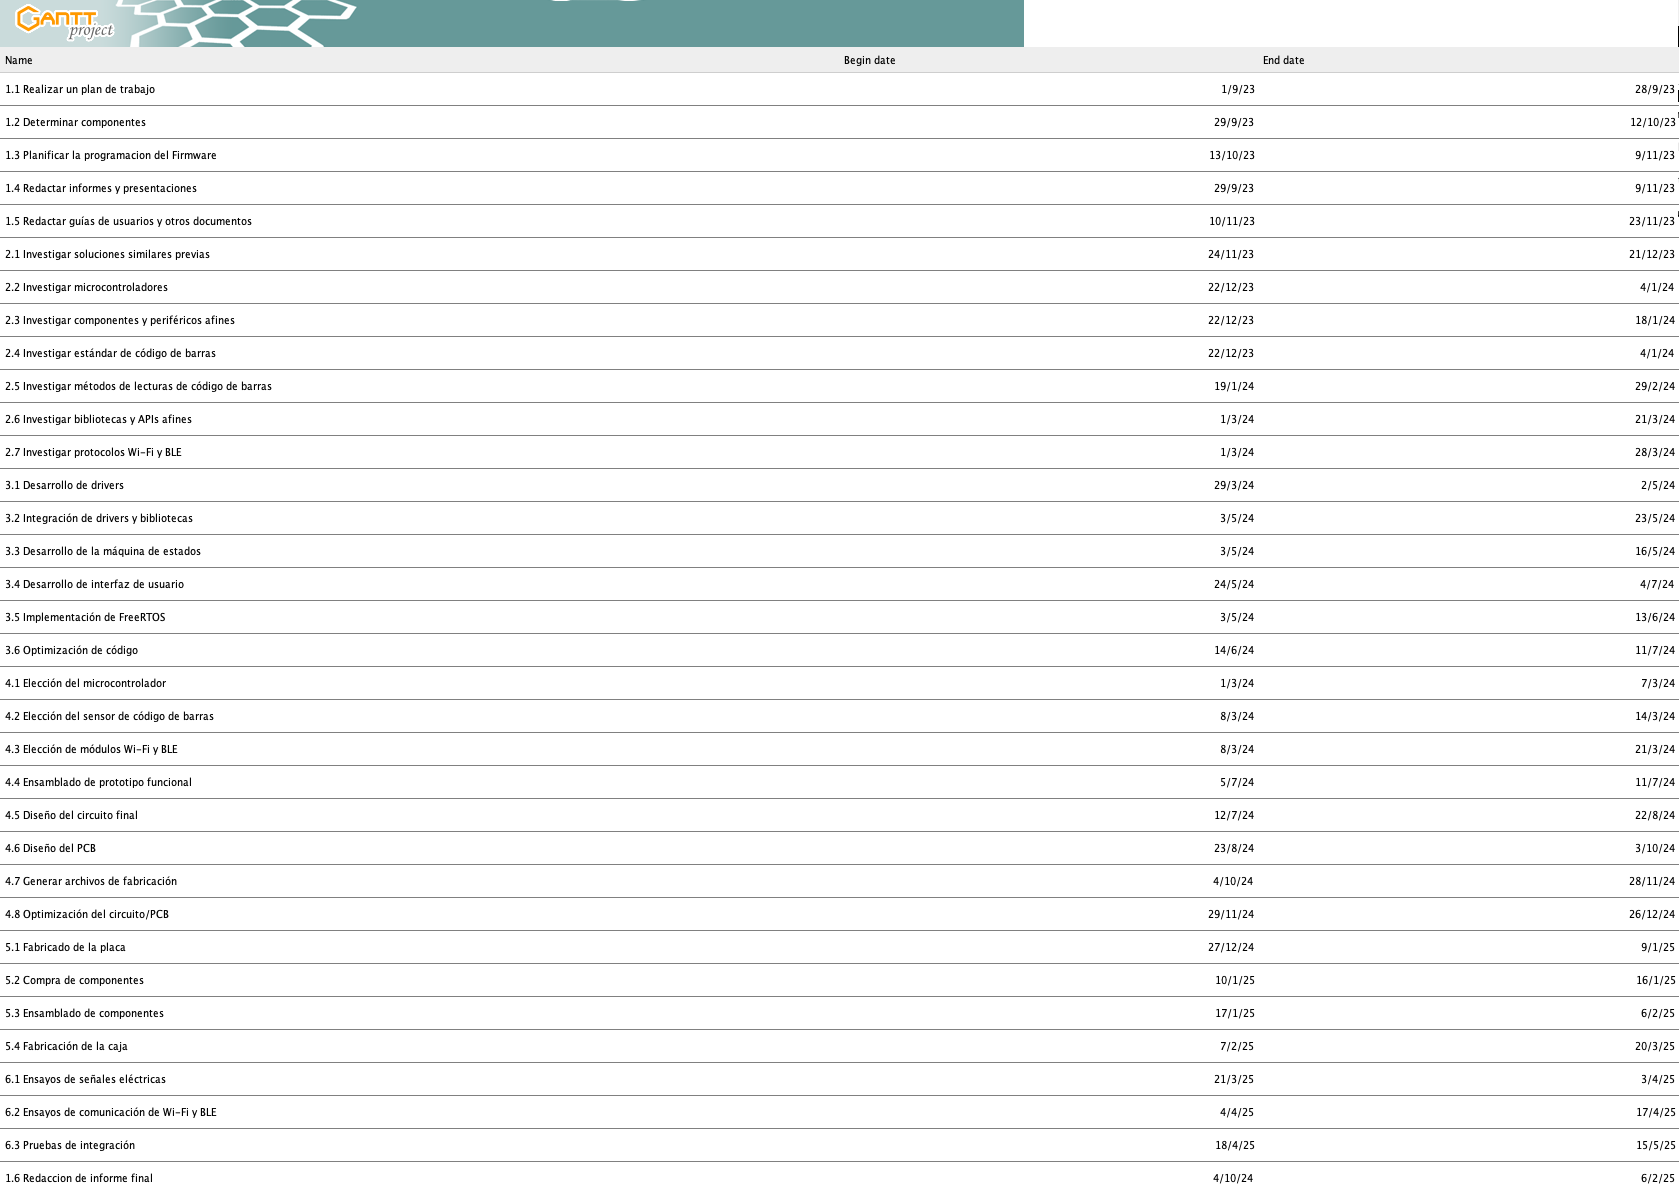 GANTT
project
Name Begin date End date
1.1 Realizar un plan de trabajo 1/9/23 28/9/23
1.2 Determinar componentes 29/9/23 12/10/23
1.3 Planificar la programacion del Firmware 13/10/23 9/11/23
1.4 Redactar informes y presentaciones 29/9/23 9/11/23
1.5 Redactar guías de usuarios y otros documentos 10/11/23 23/11/23
2.1 Investigar soluciones similares previas 24/11/23 21/12/23
2.2 Investigar microcontroladores 22/12/23 4/1/24
2.3 Investigar componentes y periféricos afines 22/12/23 18/1/24
2.4 Investigar estándar de código de barras 22/12/23 4/1/24
2.5 Investigar métodos de lecturas de código de barras 19/1/24 29/2/24
2.6 Investigar bibliotecas y APIs afines 1/3/24 21/3/24
2.7 Investigar protocolos Wi-Fi y BLE 1/3/24 28/3/24
3.1 Desarrollo de drivers 29/3/24 2/5/24
3.2 Integración de drivers y bibliotecas 3/5/24 23/5/24
3.3 Desarrollo de la máquina de estados 3/5/24 16/5/24
3.4 Desarrollo de interfaz de usuario 24/5/24 4/7/24
3.5 Implementación de FreeRTOS 3/5/24 13/6/24
3.6 Optimización de código 14/6/24 11/7/24
4.1 Elección del microcontrolador 1/3/24 7/3/24
4.2 Elección del sensor de código de barras 8/3/24 14/3/24
4.3 Elección de módulos Wi-Fi y BLE 8/3/24 21/3/24
4.4 Ensamblado de prototipo funcional 5/7/24 11/7/24
4.5 Diseño del circuito final 12/7/24 22/8/24
4.6 Diseño del PCB 23/8/24 3/10/24
4.7 Generar archivos de fabricación 4/10/24 28/11/24
4.8 Optimización del circuito/PCB 29/11/24 26/12/24
5.1 Fabricado de la placa 27/12/24 9/1/25
5.2 Compra de componentes 10/1/25 16/1/25
5.3 Ensamblado de componentes 17/1/25 6/2/25
5.4 Fabricación de la caja 7/2/25 20/3/25
6.1 Ensayos de señales eléctricas 21/3/25 3/4/25
6.2 Ensayos de comunicación de Wi-Fi y BLE 4/4/25 17/4/25
6.3 Pruebas de integración 18/4/25 15/5/25
1.6 Redaccion de informe final 4/10/24 6/2/25